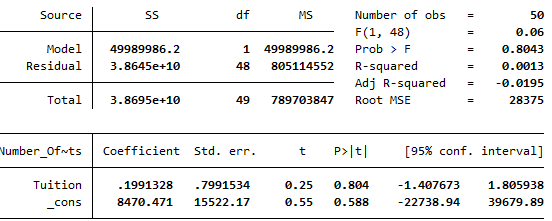 Source SS df MS Number of obs = 50
F(1, 48) = 0.06
Model 49989986.2 1 49989986.2 Prob > F = 0.8043
Residual 3.8645e+10 48 805114552 R-squared = 0.0013
Adj R-squared = -0.0195
Total 3.8695e+10 49 789703847 Root MSE = 28375
Number_Of~ts Coefficient Std. err. t P>|t| [95% conf. interval]
Tuition .1991328 .7991534 0.25 0.804 -1.407673 1.805938
_cons 8470.471 15522.17 0.55 0.588 -22738.94 39679.89